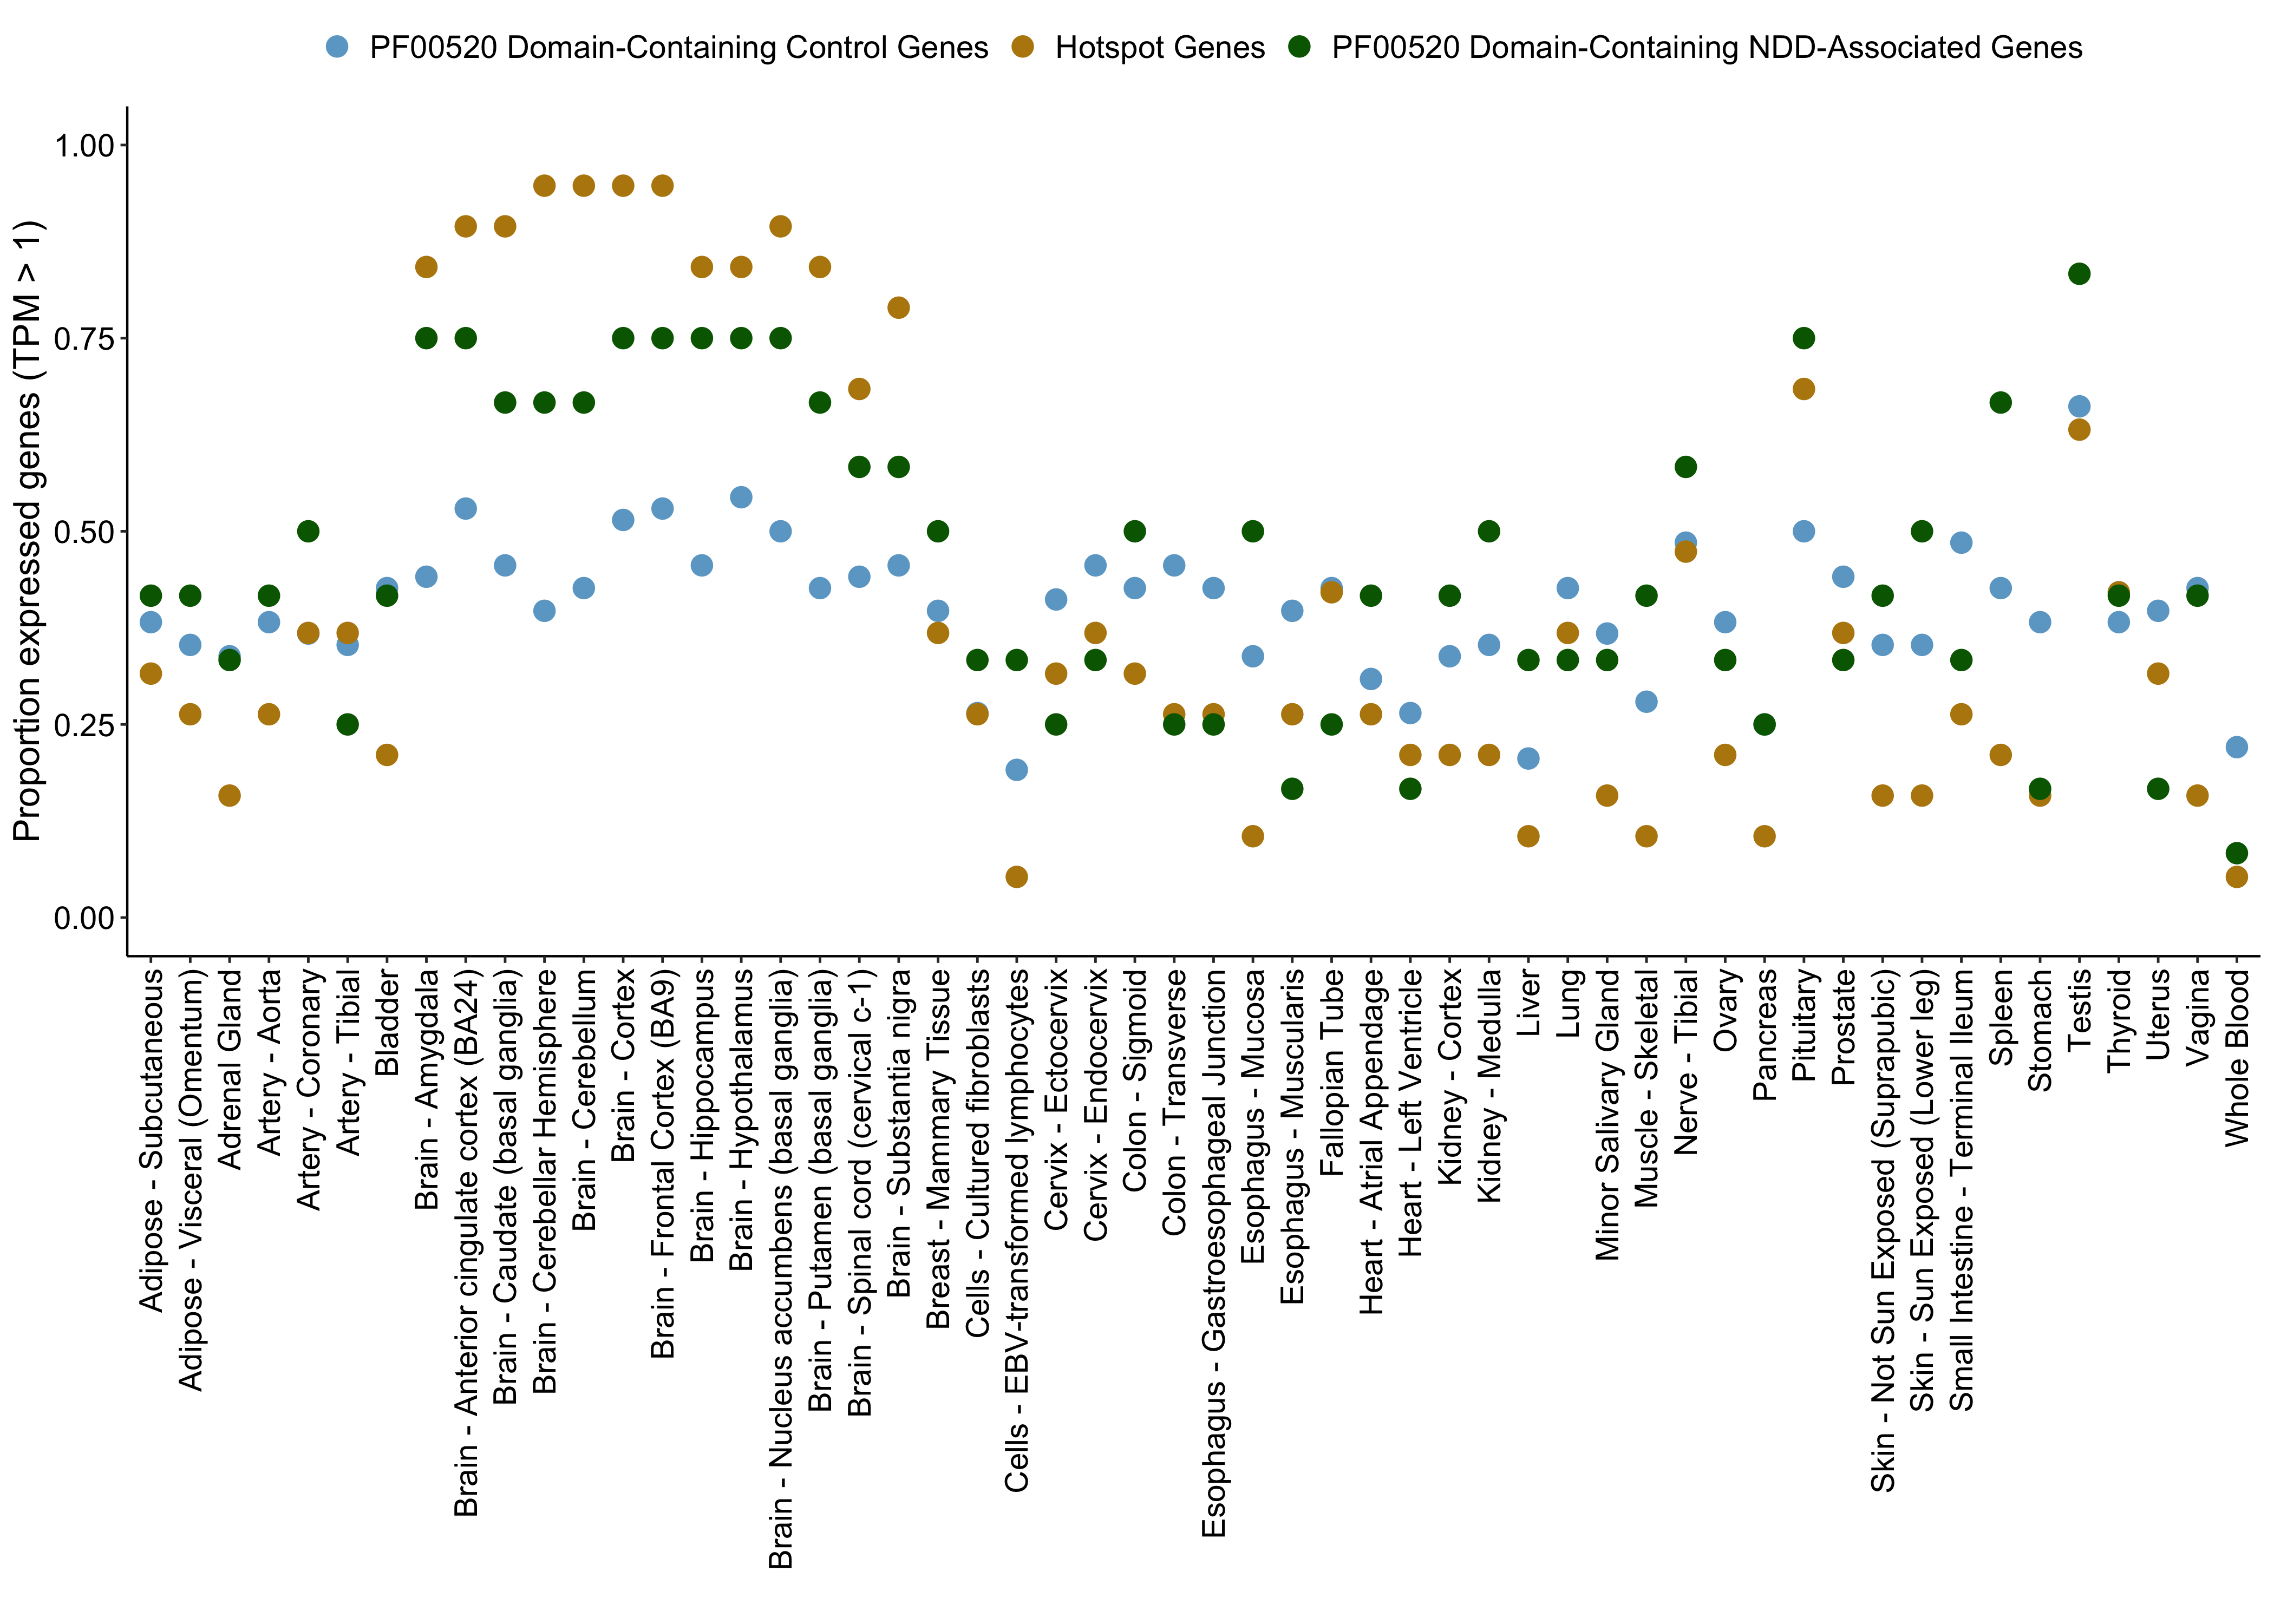 PF00520 Domain-Containing Control Genes Hotspot Genes PF00520 Domain-Containing NDD-Associated Genes
Proportion expressed genes (TPM > 1)
1.00
0.75
0.50
0.25
0.00
Adipose - Subcutaneous
Adipose - Visceral (Omentum)
Adrenal Gland
Artery - Aorta
Artery - Coronary
Artery - Tibial
Bladder
Brain - Amygdala
Brain - Anterior cingulate cortex (BA24)
Brain - Caudate (basal ganglia)
Brain - Cerebellar Hemisphere
Brain - Cerebellum
Brain - Cortex
Brain - Frontal Cortex (BA9)
Brain - Hippocampus
Brain - Hypothalamus
Brain - Nucleus accumbens (basal ganglia)
Brain - Putamen (basal ganglia)
Brain - Spinal cord (cervical c-1)
Brain - Substantia nigra
Breast - Mammary Tissue
Cells - Cultured fibroblasts
Cells - EBV-transformed lymphocytes
Cervix - Ectocervix
Cervix - Endocervix
Colon - Sigmoid
Colon - Transverse
Esophagus - Gastroesophageal Junction
Esophagus - Mucosa
Esophagus - Muscularis
Fallopian Tube
Heart - Atrial Appendage
Heart - Left Ventricle
Kidney - Cortex
Kidney - Medulla
Liver
Lung
Minor Salivary Gland
Muscle - Skeletal
Nerve - Tibial
Ovary
Pancreas
Pituitary
Prostate
Skin - Not Sun Exposed (Suprapubic)
Skin - Sun Exposed (Lower leg)
Small Intestine - Terminal Ileum
Spleen
Stomach
Testis
Thyroid
Uterus
Vagina
Whole Blood